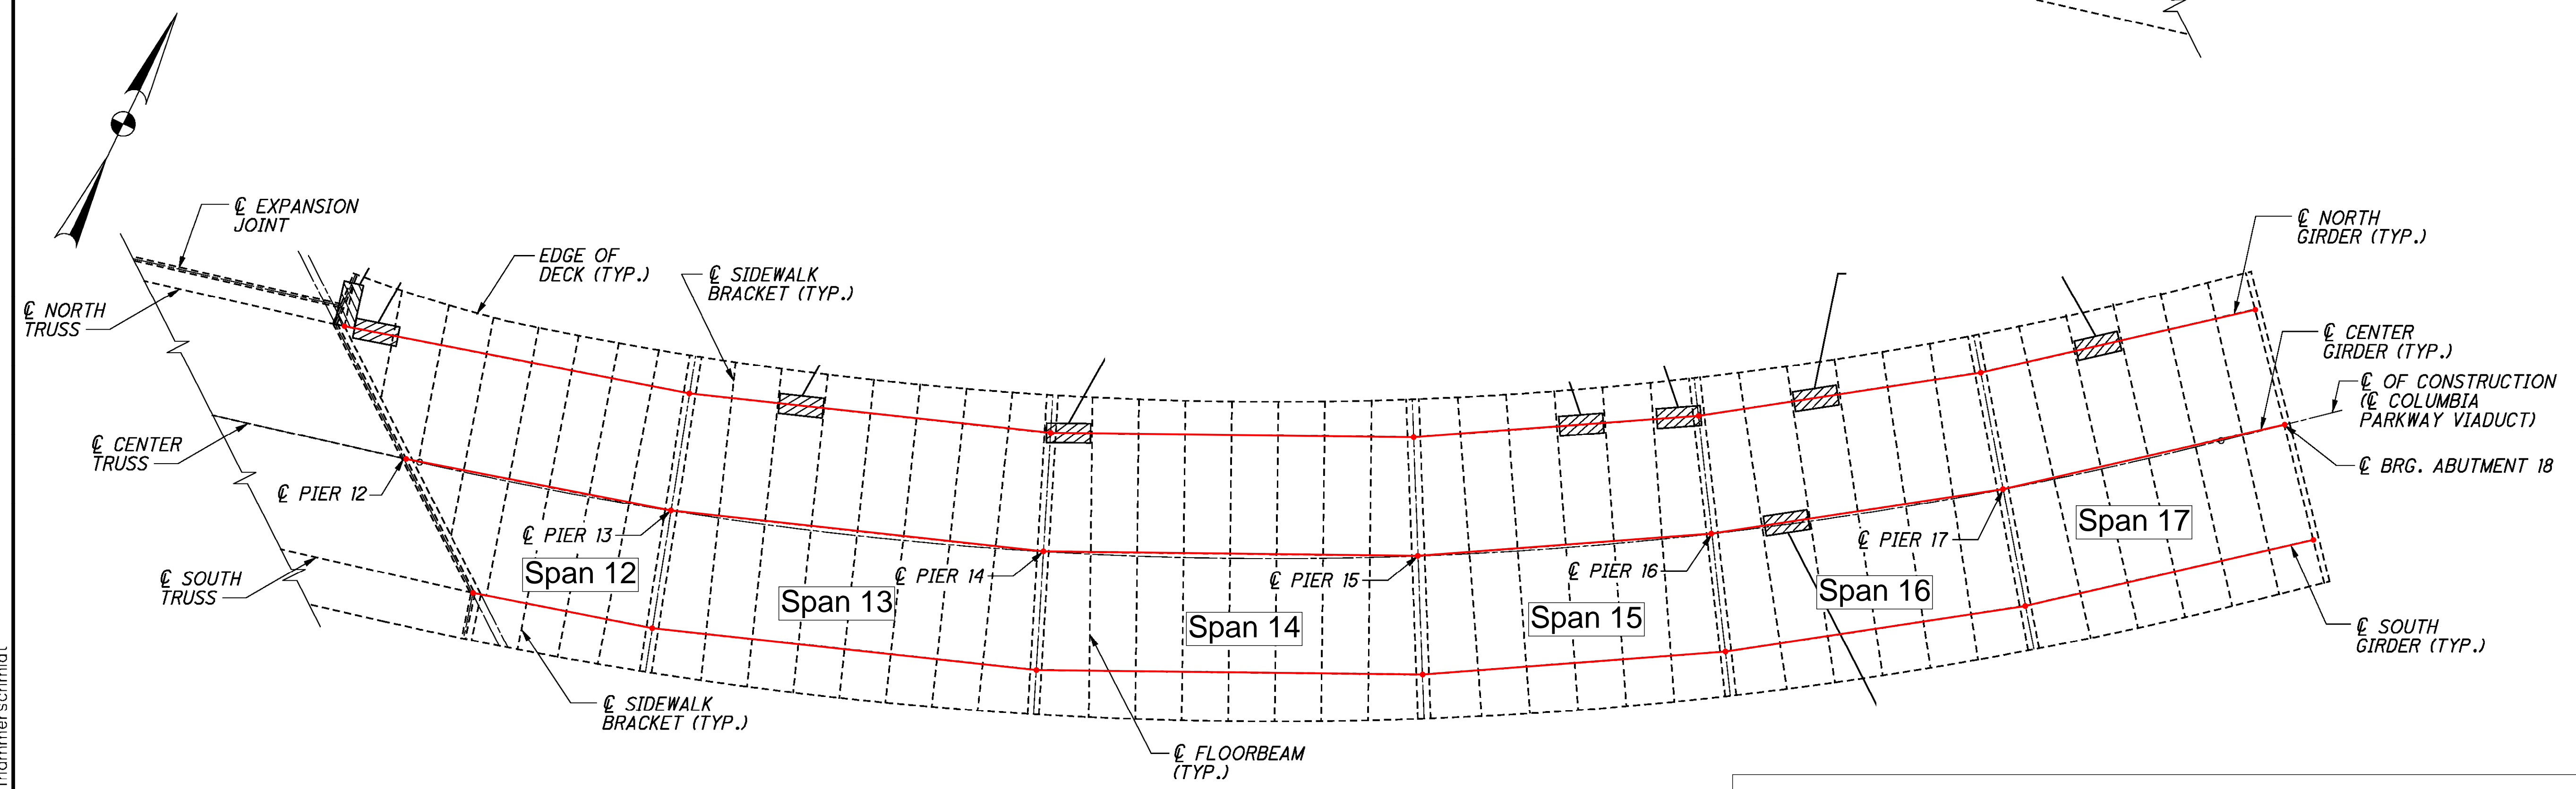 ℄ EXPANSION
JOINT
℄ NORTH
TRUSS
EDGE OF
DECK (TYP.)
℄ SIDEWALK
BRACKET (TYP.)
℄ NORTH
GIRDER (TYP.)
℄ CENTER
GIRDER (TYP.)
℄ OF CONSTRUCTION
(℄ COLUMBIA
PARKWAY VIADUCT)
℄ BRG. ABUTMENT 18
℄ CENTER
TRUSS
℄ PIER 12
℄ PIER 13
℄ PIER 14
℄ PIER 15
℄ PIER 16
℄ PIER 17
Span 12
Span 13
Span 14
Span 15
Span 16
Span 17
℄ SOUTH
TRUSS
℄ SOUTH
GIRDER (TYP.)
℄ SIDEWALK
BRACKET (TYP.)
℄ FLOORBEAM
(TYP.)